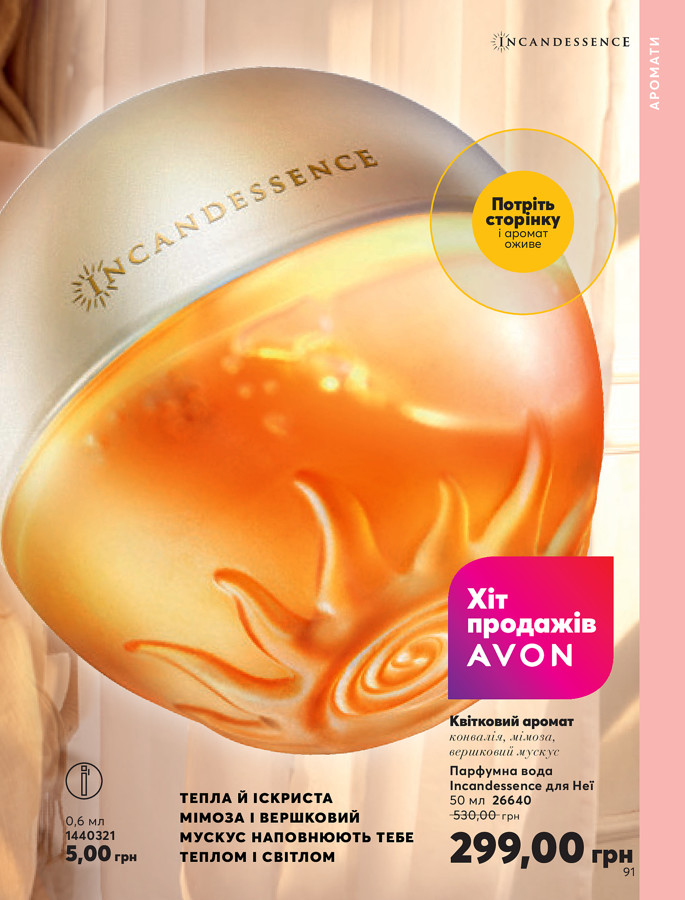 INCANDESSENCE
АРОМАТИ
INCANDESSENCE
Потріть
сторінку
і аромат
оживе
Хіт
продажів
AVON
Квітковий аромат
конвалія, мімоза,
вершковий мускус
Парфумна вода
Incandessence для Неї
50 мл 26640
530,00 грн
299,00 грн
0,6 мл
1440321
5,00 грн
ТЕПЛА Й ІСКРИСТА
МІМОЗА І ВЕРШКОВИЙ
МУСКУС НАПОВНЮЮТЬ ТЕБЕ
ТЕПЛОМ І СВІТЛОМ
91